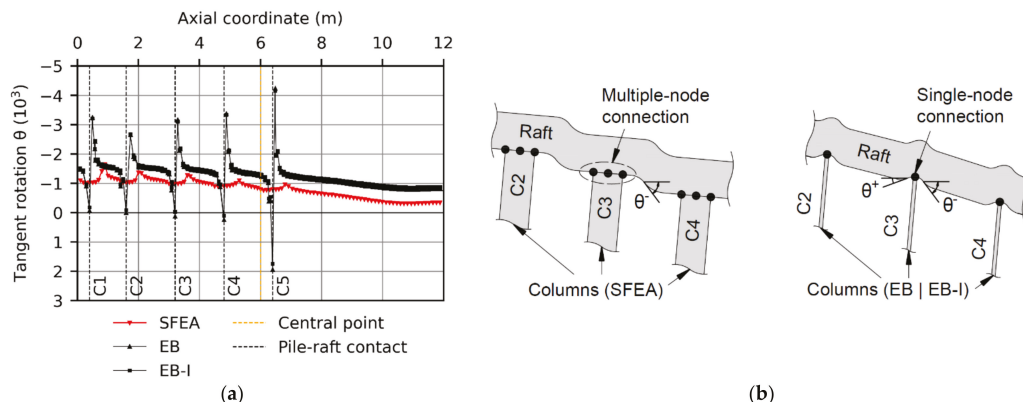 Axial coordinate (m)
0 2 4 6 8 10 12
Tangent rotation θ (10³)
−5
−4
−3
−2
−1
0
1
2
3
C1
C2
C3
C4
C5
SFEA
EB
EB-I
Central point
Pile-raft contact
(a)
Multiple-node
connection
Raft
C2
C3
C4
θ⁻
Columns (SFEA)
Single-node
connection
Raft
θ⁺
θ⁻
C2
C3
C4
Columns (EB | EB-I)
(b)